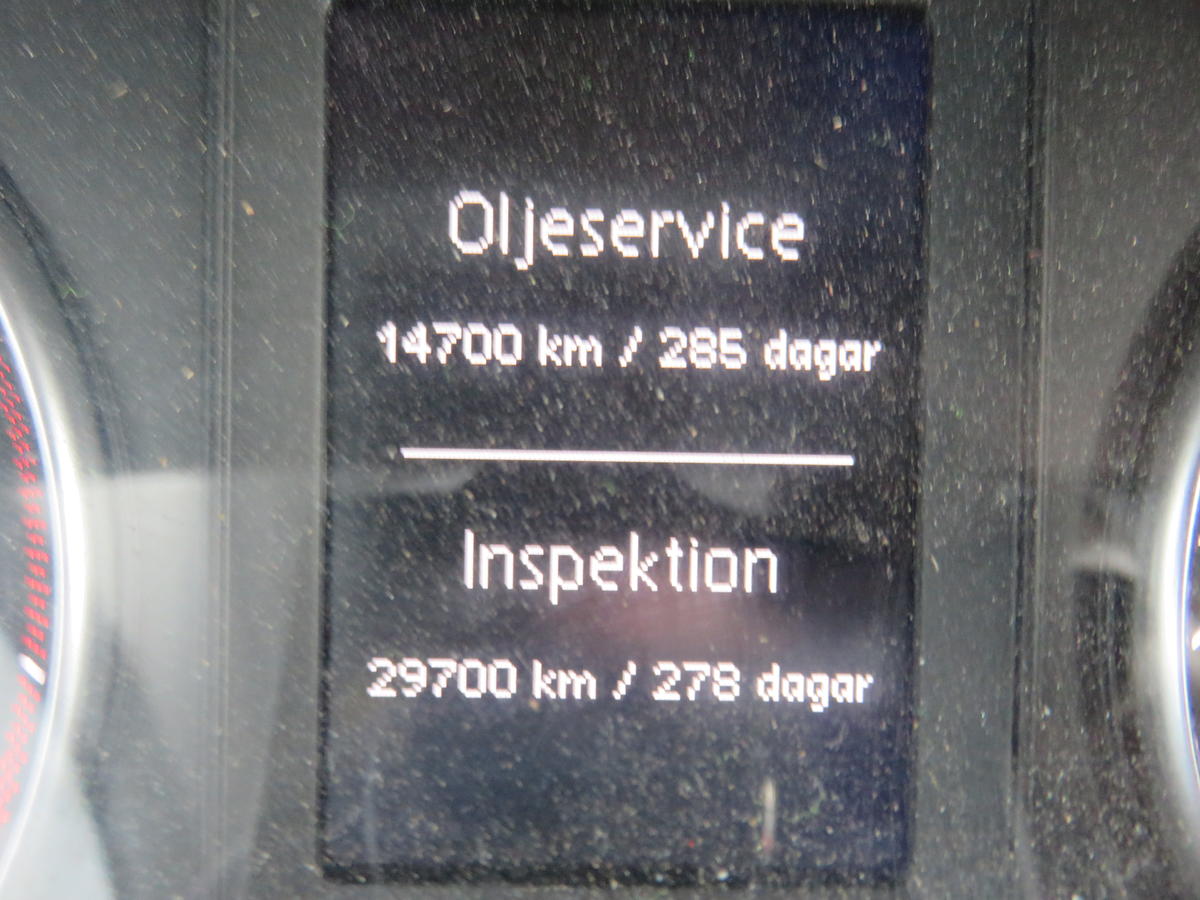 Oljeservice
14700 km / 285 dagar
Inspektion
29700 km / 278 dagar